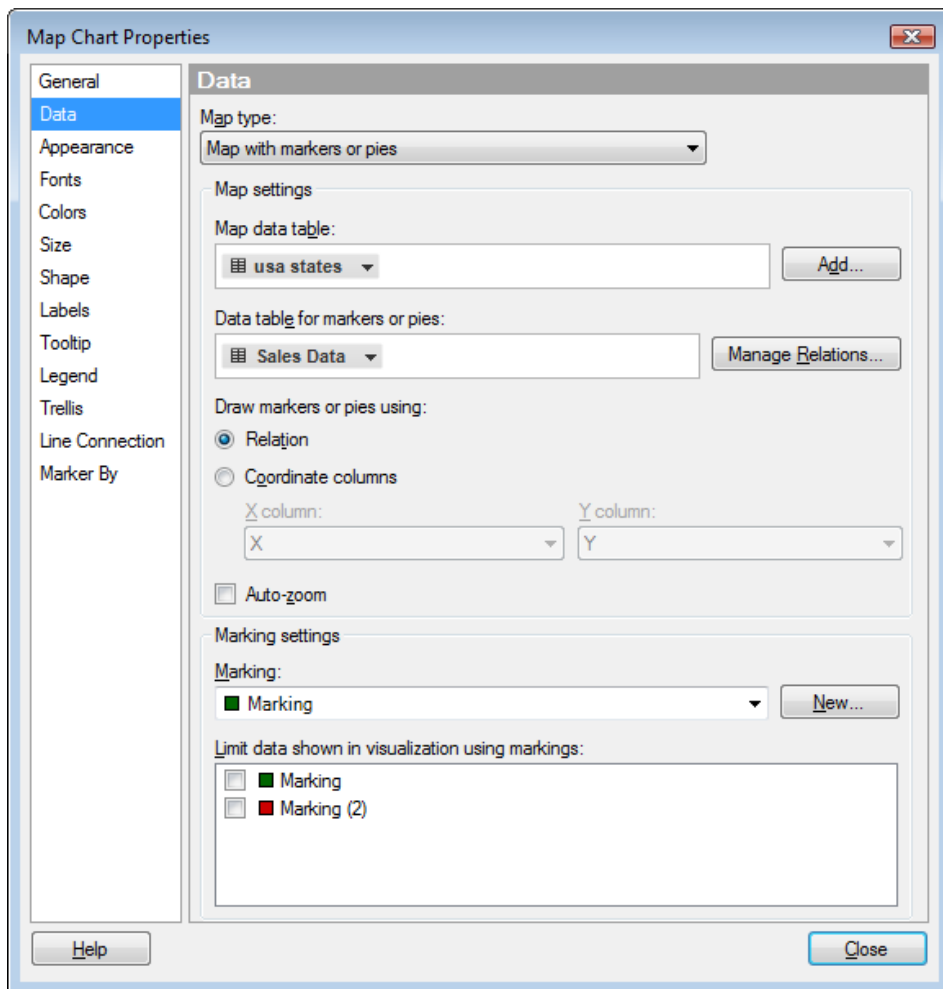 Map Chart Properties
General
Data
Appearance
Fonts
Colors
Size
Shape
Labels
Tooltip
Legend
Trellis
Line Connection
Marker By
Data
Map type:
Map with markers or pies
Map settings
Map data table:
usa states
Add...
Data table for markers or pies:
Sales Data
Manage Relations...
Draw markers or pies using:
Relation
Coordinate columns
X column: Y column:
X Y
Auto-zoom
Marking settings
Marking:
Marking
New...
Limit data shown in visualization using markings:
Marking
Marking (2)
Help Close